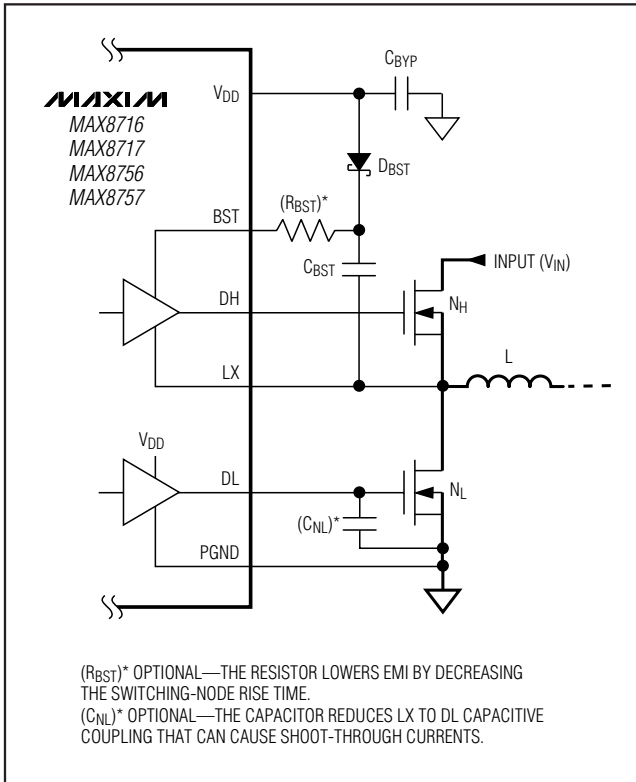 MAXIM
MAX8716
MAX8717
MAX8756
MAX8757
VDD
CBYP
DBST
BST
(RBST)*
CBST
INPUT (VIN)
DH
NH
LX
L
VDD
DL
NL
(CNL)*
PGND
(RBST)* OPTIONAL—THE RESISTOR LOWERS EMI BY DECREASING
THE SWITCHING-NODE RISE TIME.
(CNL)* OPTIONAL—THE CAPACITOR REDUCES LX TO DL CAPACITIVE
COUPLING THAT CAN CAUSE SHOOT-THROUGH CURRENTS.